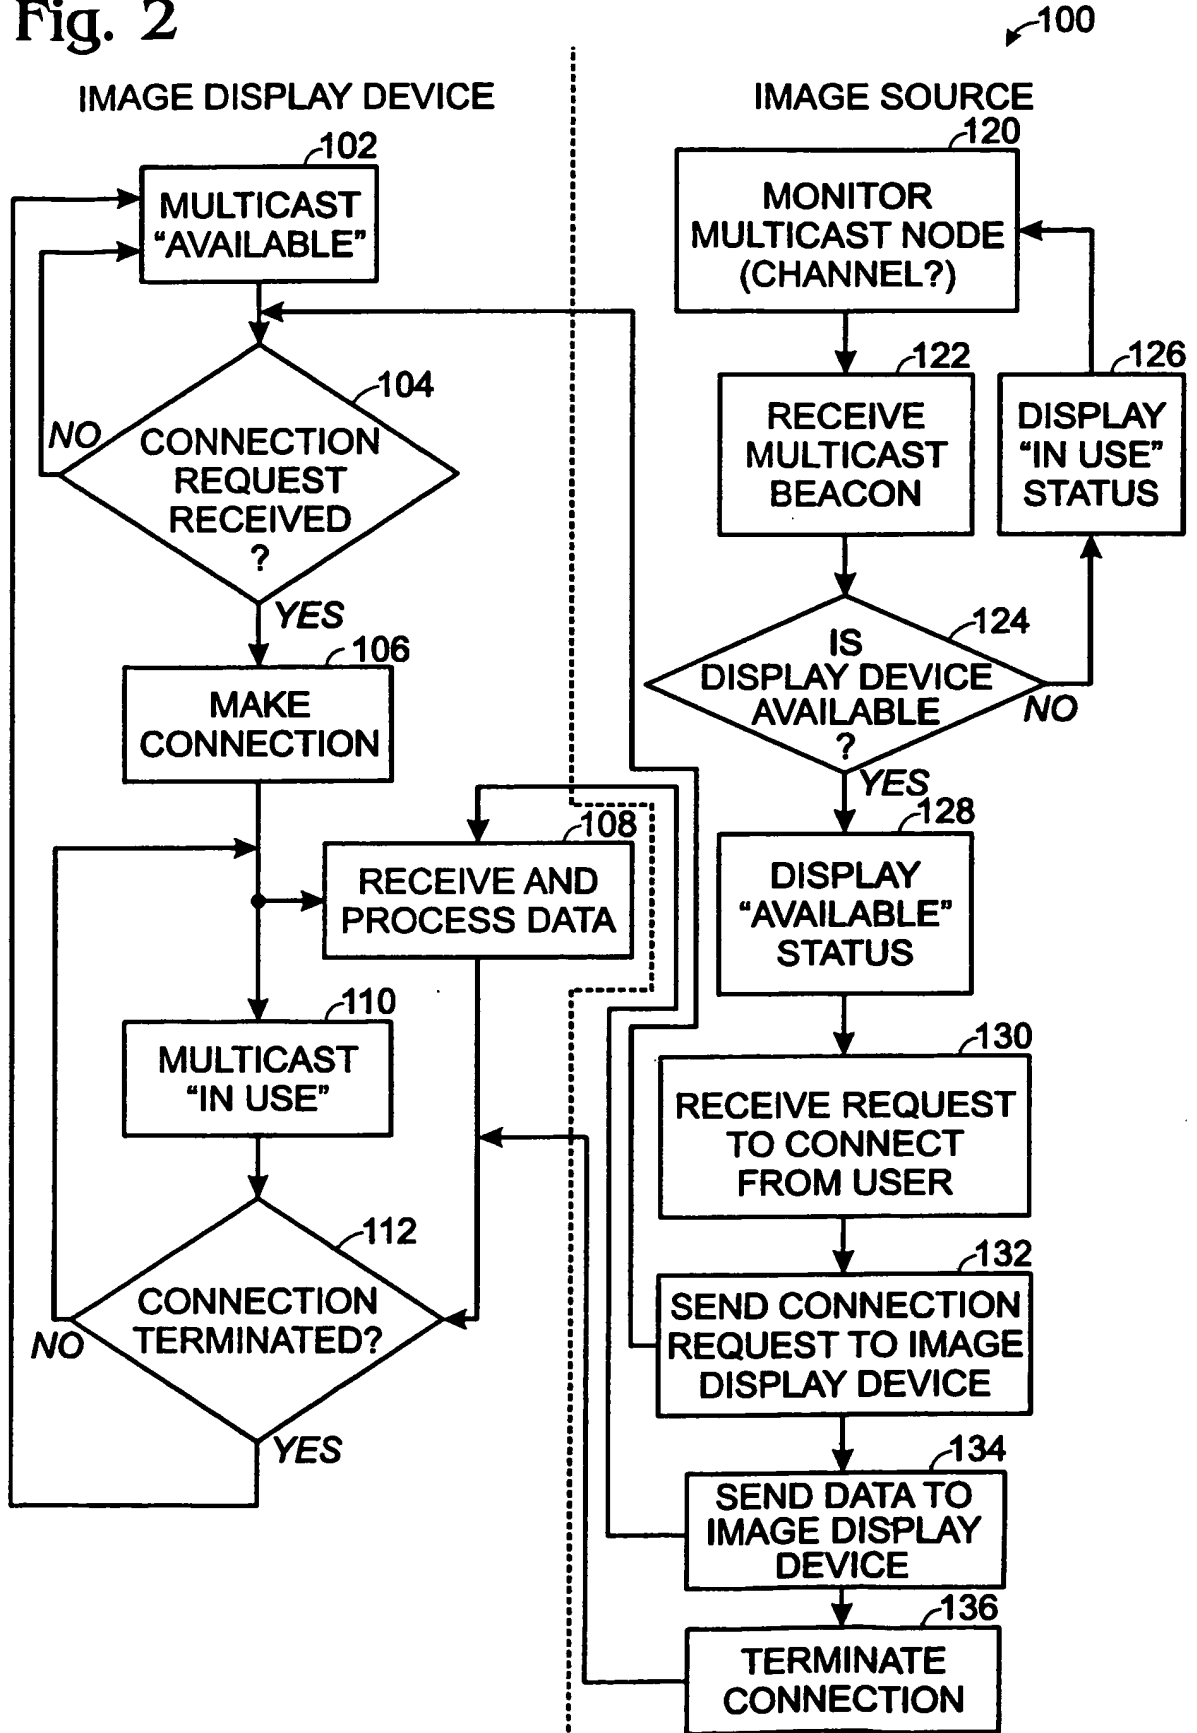 Fig. 2
100
IMAGE DISPLAY DEVICE
102
MULTICAST
“AVAILABLE”
104
CONNECTION
REQUEST
RECEIVED
?
NO
YES
106
MAKE
CONNECTION
108
RECEIVE AND
PROCESS DATA
110
MULTICAST
“IN USE”
112
CONNECTION
TERMINATED?
NO
YES
IMAGE SOURCE
120
MONITOR
MULTICAST NODE
(CHANNEL?)
122
RECEIVE
MULTICAST
BEACON
126
DISPLAY
“IN USE”
STATUS
124
IS
DISPLAY DEVICE
AVAILABLE
?
NO
YES
128
DISPLAY
“AVAILABLE”
STATUS
130
RECEIVE REQUEST
TO CONNECT
FROM USER
132
SEND CONNECTION
REQUEST TO IMAGE
DISPLAY DEVICE
134
SEND DATA TO
IMAGE DISPLAY
DEVICE
136
TERMINATE
CONNECTION